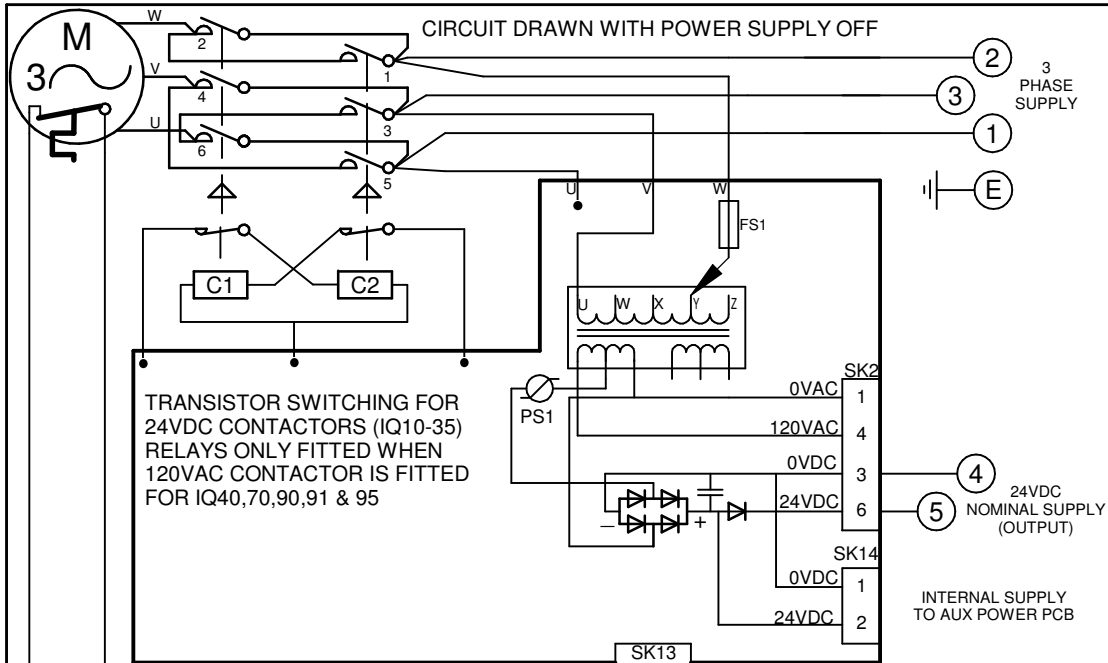 CIRCUIT DRAWN WITH POWER SUPPLY OFF
M
3
W
V
U
2
4
6
1
3
5
2
3
1
E
3
PHASE
SUPPLY
U
V
W
FS1
C1
C2
U
W
X
Y
Z
TRANSISTOR SWITCHING FOR
24VDC CONTACTORS (IQ10-35)
RELAYS ONLY FITTED WHEN
120VAC CONTACTOR IS FITTED
FOR IQ40,70,90,91 & 95
PS1
SK2
0VAC
1
120VAC
4
0VDC
3
24VDC
6
4
5
24VDC
NOMINAL SUPPLY
(OUTPUT)
– +
SK14
0VDC
1
24VDC
2
INTERNAL SUPPLY
TO AUX POWER PCB
SK13